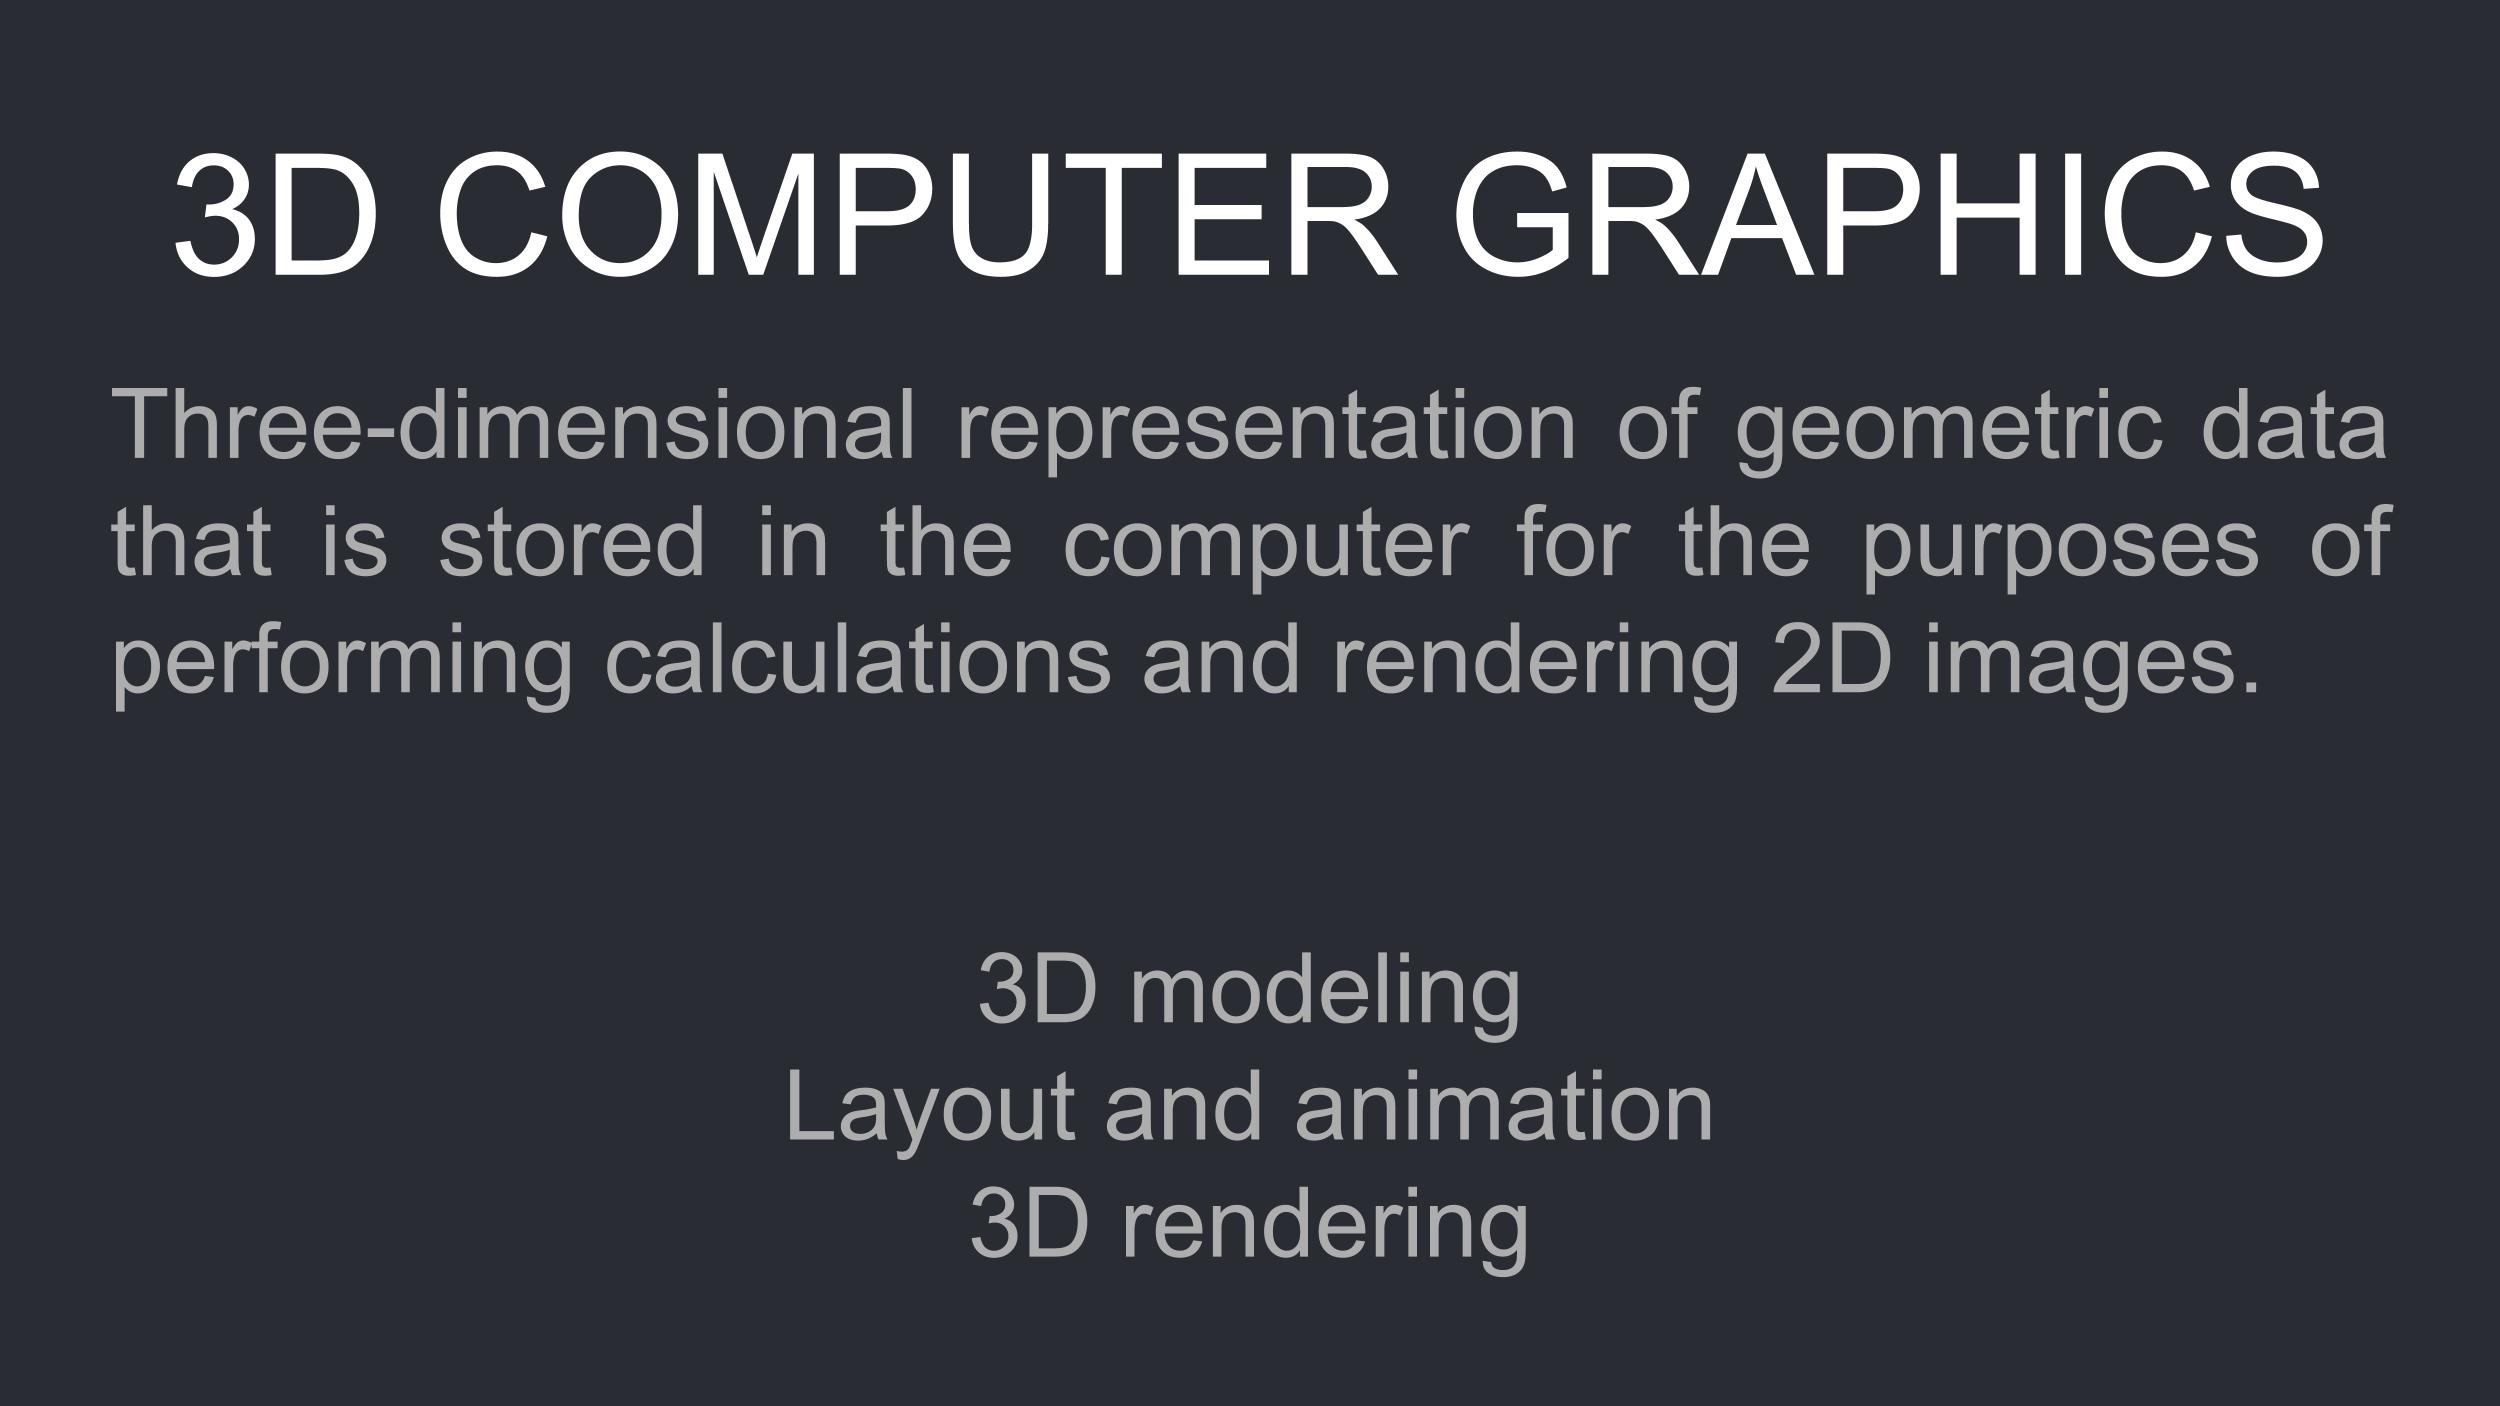 3D COMPUTER GRAPHICS
Three-dimensional representation of geometric data
that is stored in the computer for the purpose of
performing calculations and rendering 2D images.
3D modeling
Layout and animation
3D rendering